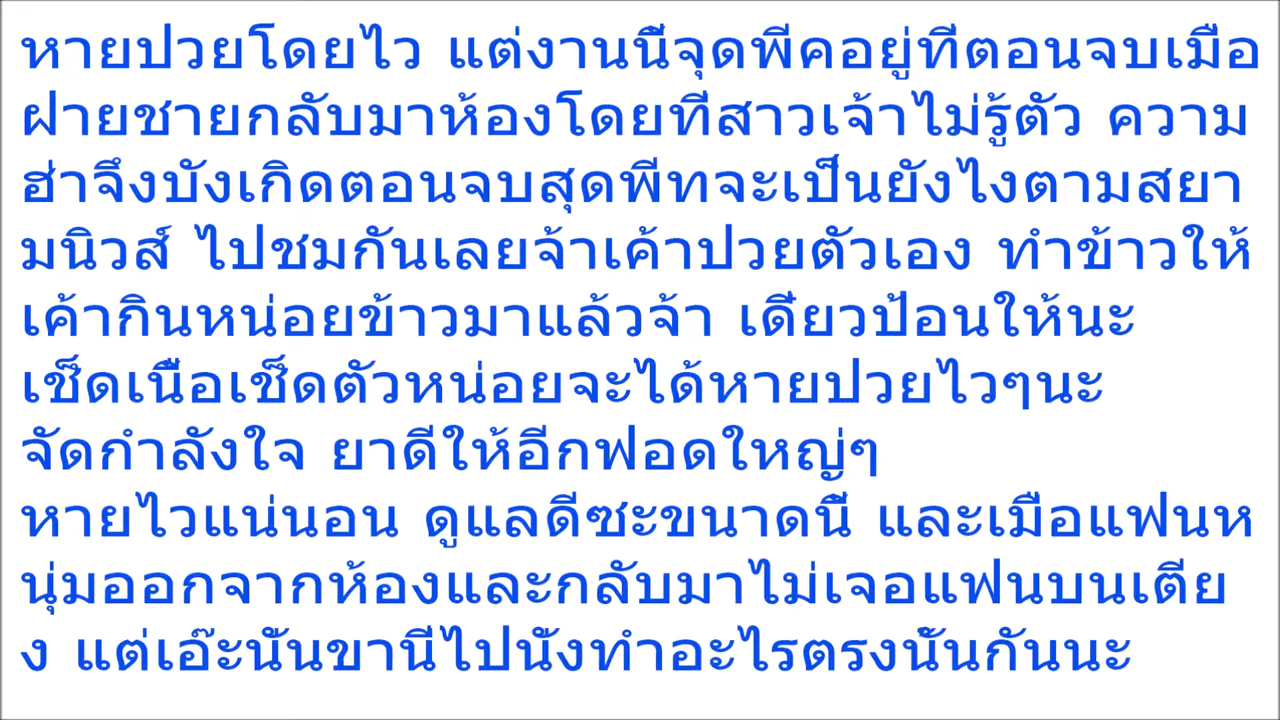 หายป่วยโดยไว แต่งานนี้จุดพีคอยู่ที่ตอนจบเมื่อ
ฝ่ายชายกลับมาห้องโดยที่สาวเจ้าไม่รู้ตัว ความ
ฮ่าจึงบังเกิดตอนจบสุดพีทจะเป็นยังไงตามสยา
มนิวส์ ไปชมกันเลยจ้าเค้าป่วยตัวเอง ทำข้าวให้
เค้ากินหน่อยข้าวมาแล้วจ้า เดี๋ยวป้อนให้นะ
เช็ดเนื้อเช็ดตัวหน่อยจะได้หายป่วยไวๆนะ
จัดกำลังใจ ยาดีให้อีกฟอดใหญ่ๆ
หายไวแน่นอน ดูแลดีซะขนาดนี้ และเมื่อแฟนห
นุ่มออกจากห้องและกลับมาไม่เจอแฟนบนเตีย
ง แต่เอ๊ะนั้นขานี่ไปนั่งทำอะไรตรงนั้นกันนะ